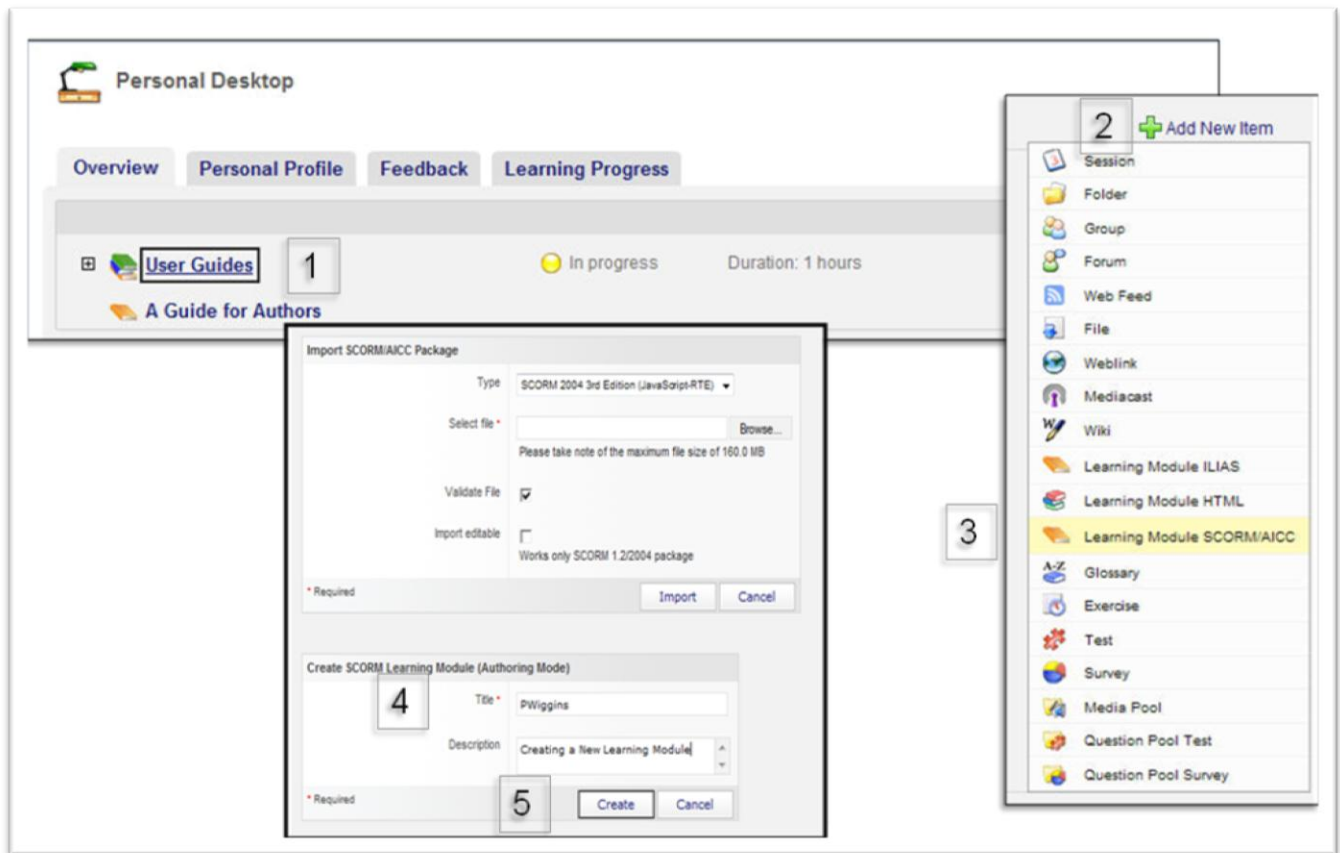 Personal Desktop
Overview Personal Profile Feedback Learning Progress
User Guides 1 In progress Duration: 1 hours
A Guide for Authors
2 Add New Item
3 Session
Folder
Group
Forum
Web Feed
File
Weblink
Mediacast
W Wiki
Learning Module ILIAS
Learning Module HTML
3 Learning Module SCORM/AICC
A-Z Glossary
Exercise
Test
Survey
Media Pool
Question Pool Test
Question Pool Survey
Import SCORM/AICC Package
Type SCORM 2004 3rd Edition (JavaScript-RTE)
Select file * Browse...
Please take note of the maximum file size of 160.0 MB
Validate File
Import editable
Works only SCORM 1.2/2004 package
* Required Import Cancel
Create SCORM Learning Module (Authoring Mode)
4 Title * PWiggins
Description Creating a New Learning Module
* Required 5 Create Cancel